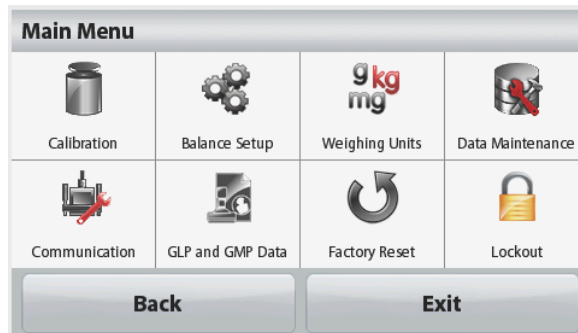 Main Menu
g kg
mg
Calibration Balance Setup Weighing Units Data Maintenance
Communication GLP and GMP Data Factory Reset Lockout
Back Exit